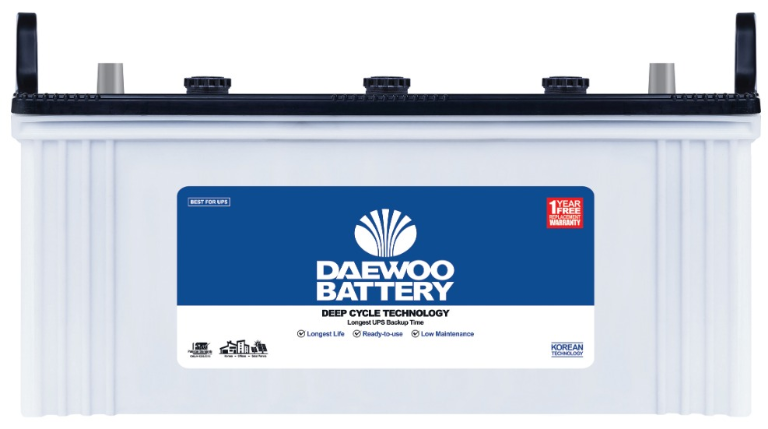 BEST FOR UPS
1 YEAR
FREE
REPLACEMENT
WARRANTY
DAEWOO
BATTERY
DEEP CYCLE TECHNOLOGY
Longest UPS Backup Time
Longest Life Ready-to-use Low Maintenance
KOREAN
TECHNOLOGY